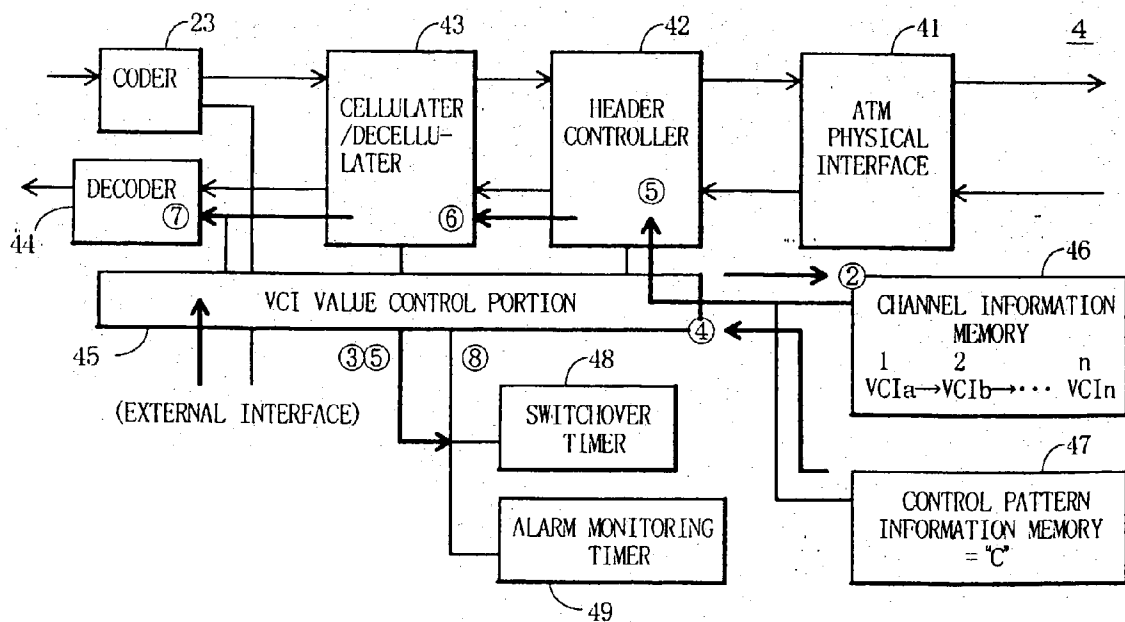 23
43
42
41
4
CODER
CELLULATER
/DECELLU-
LATER
HEADER
CONTROLLER
ATM
PHYSICAL
INTERFACE
DECODER
⑦
⑥
⑤
44
46
②
VCI VALUE CONTROL PORTION
CHANNEL INFORMATION
MEMORY
④
45
③⑤
⑧
1 2 n
VCIa→VCIb→··· VCIn
48
(EXTERNAL INTERFACE)
SWITCHOVER
TIMER
47
CONTROL PATTERN
INFORMATION MEMORY
= "C"
ALARM MONITORING
TIMER
49